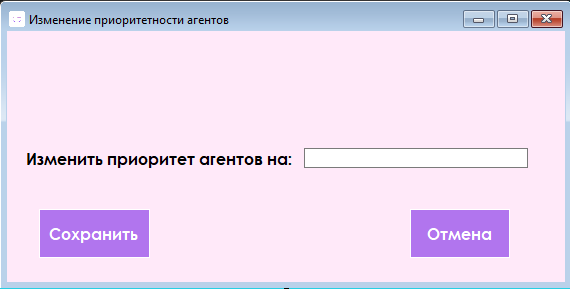 Изменение приоритетности агентов
Изменить приоритет агентов на:
Сохранить Отмена